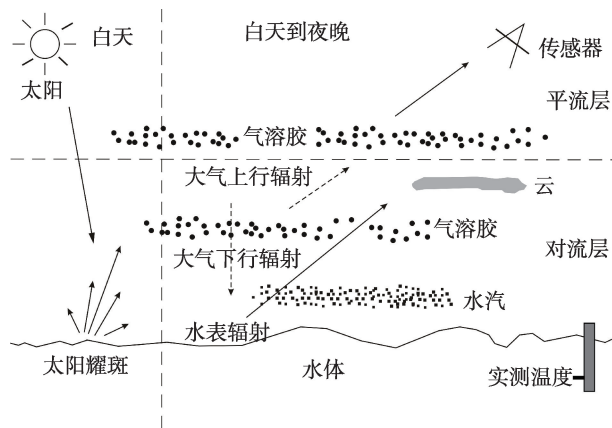 白天
白天到夜晚
传感器
太阳
平流层
气溶胶
大气上行辐射
云
气溶胶
对流层
大气下行辐射
水汽
水表辐射
太阳耀斑
水体
实测温度